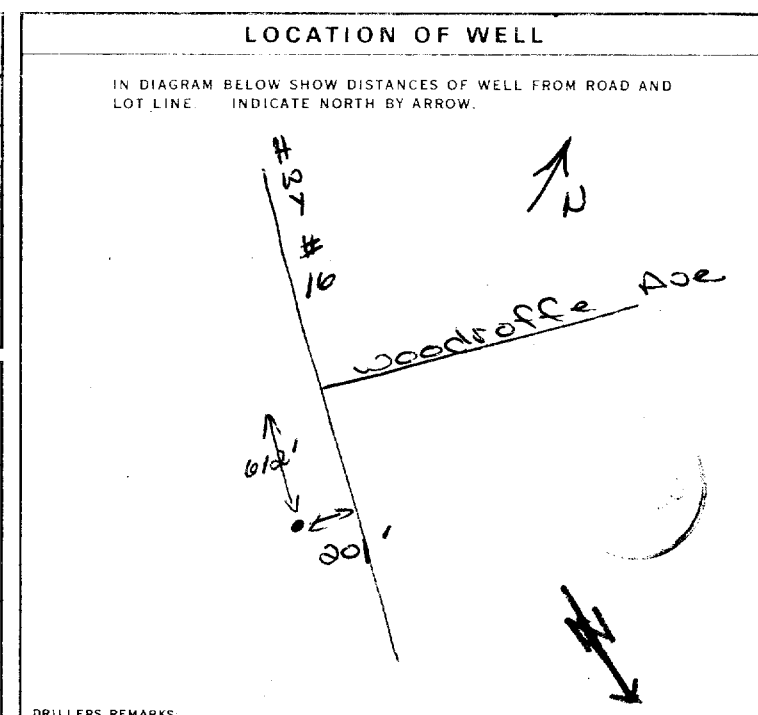 LOCATION OF WELL
IN DIAGRAM BELOW SHOW DISTANCES OF WELL FROM ROAD AND
LOT LINE. INDICATE NORTH BY ARROW.
#16
N
Woodroffe Ave
20'
N
DRILLERS REMARKS: